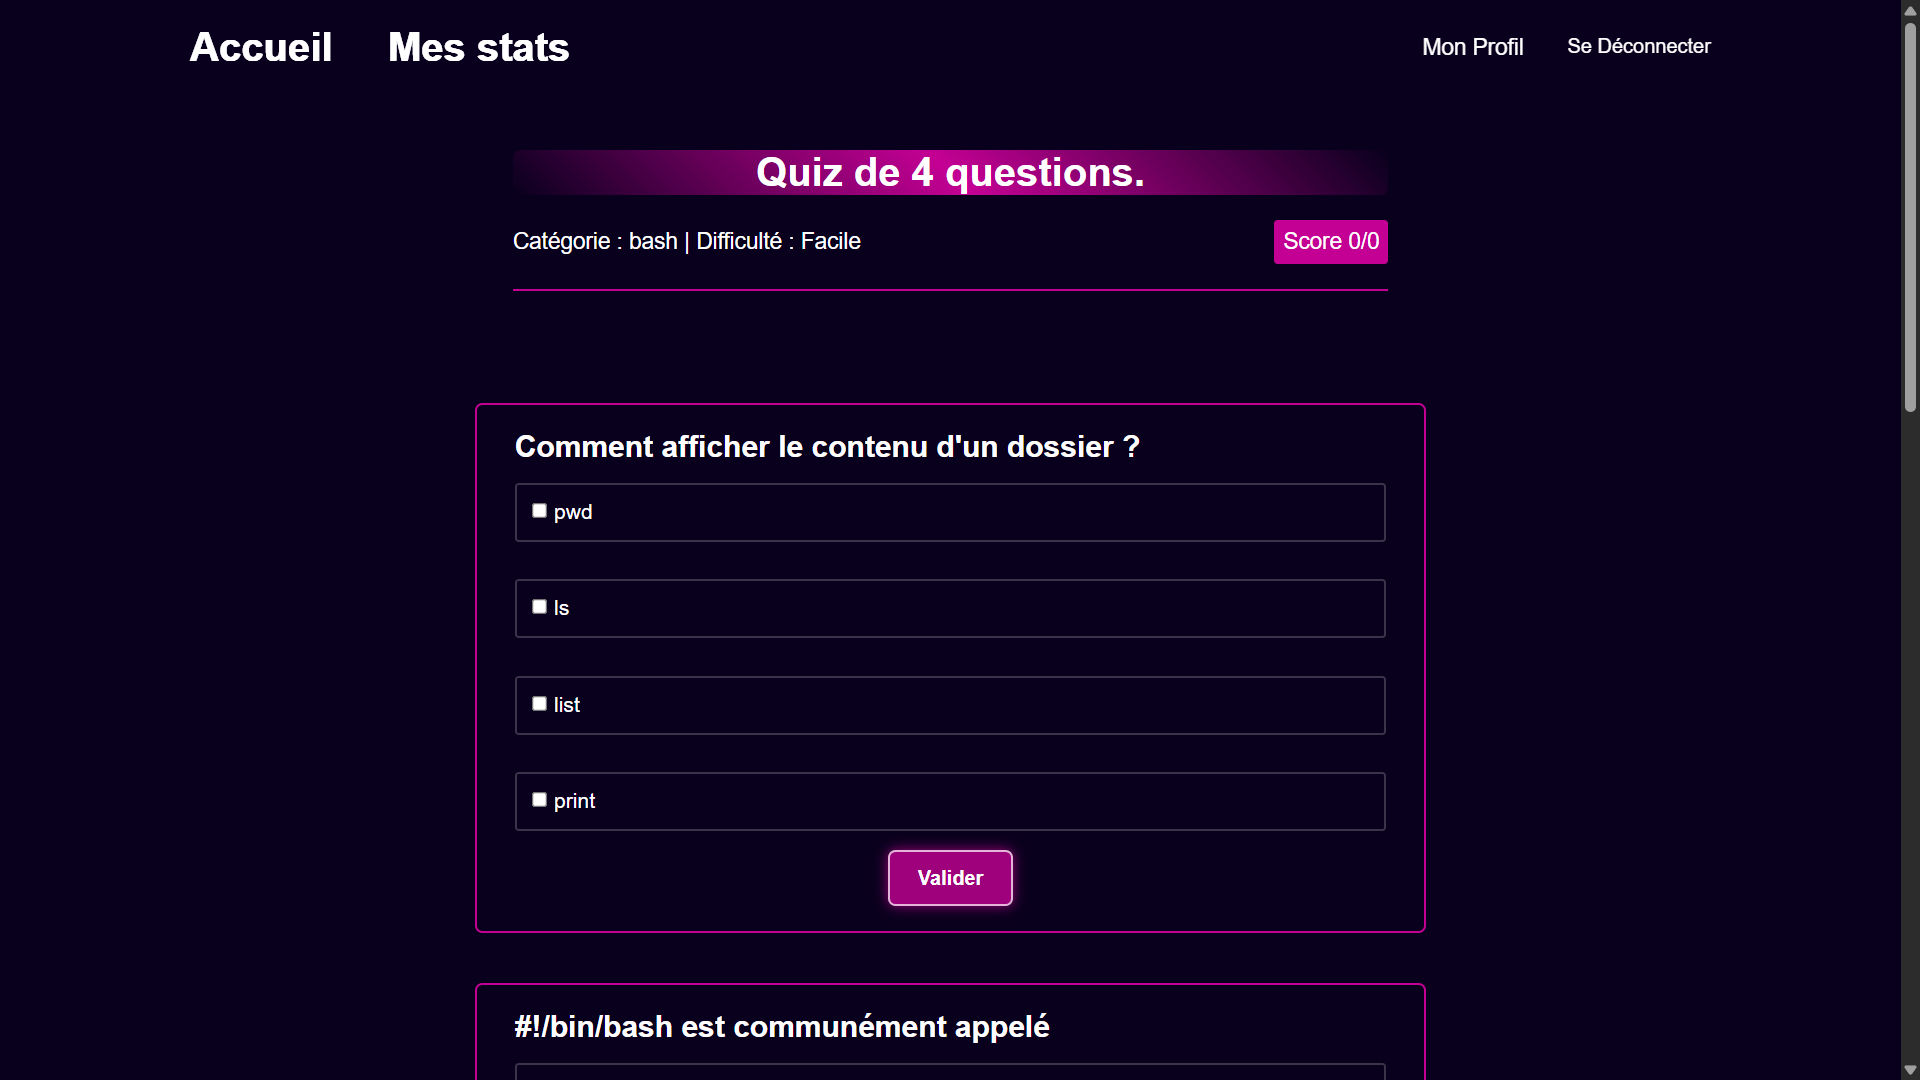 Accueil Mes stats Mon Profil Se Déconnecter
Quiz de 4 questions.
Catégorie : bash | Difficulté : Facile Score 0/0
Comment afficher le contenu d'un dossier ?
pwd
ls
list
print
Valider
#!/bin/bash est communément appelé